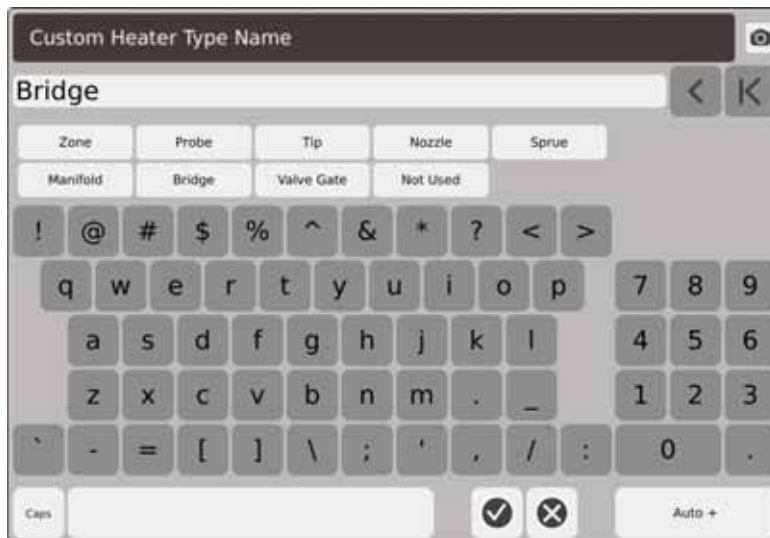 Custom Heater Type Name
Bridge
Zone Probe Tip Nozzle Sprue
Manifold Bridge Valve Gate Not Used
! @ # $ % ^ & * ? < >
q w e r t y u i o p 7 8 9
a s d f g h j k l 4 5 6
z x c v b n m . _ 1 2 3
` - = [ ] \ ; ' , / : 0 .
Caps Auto +